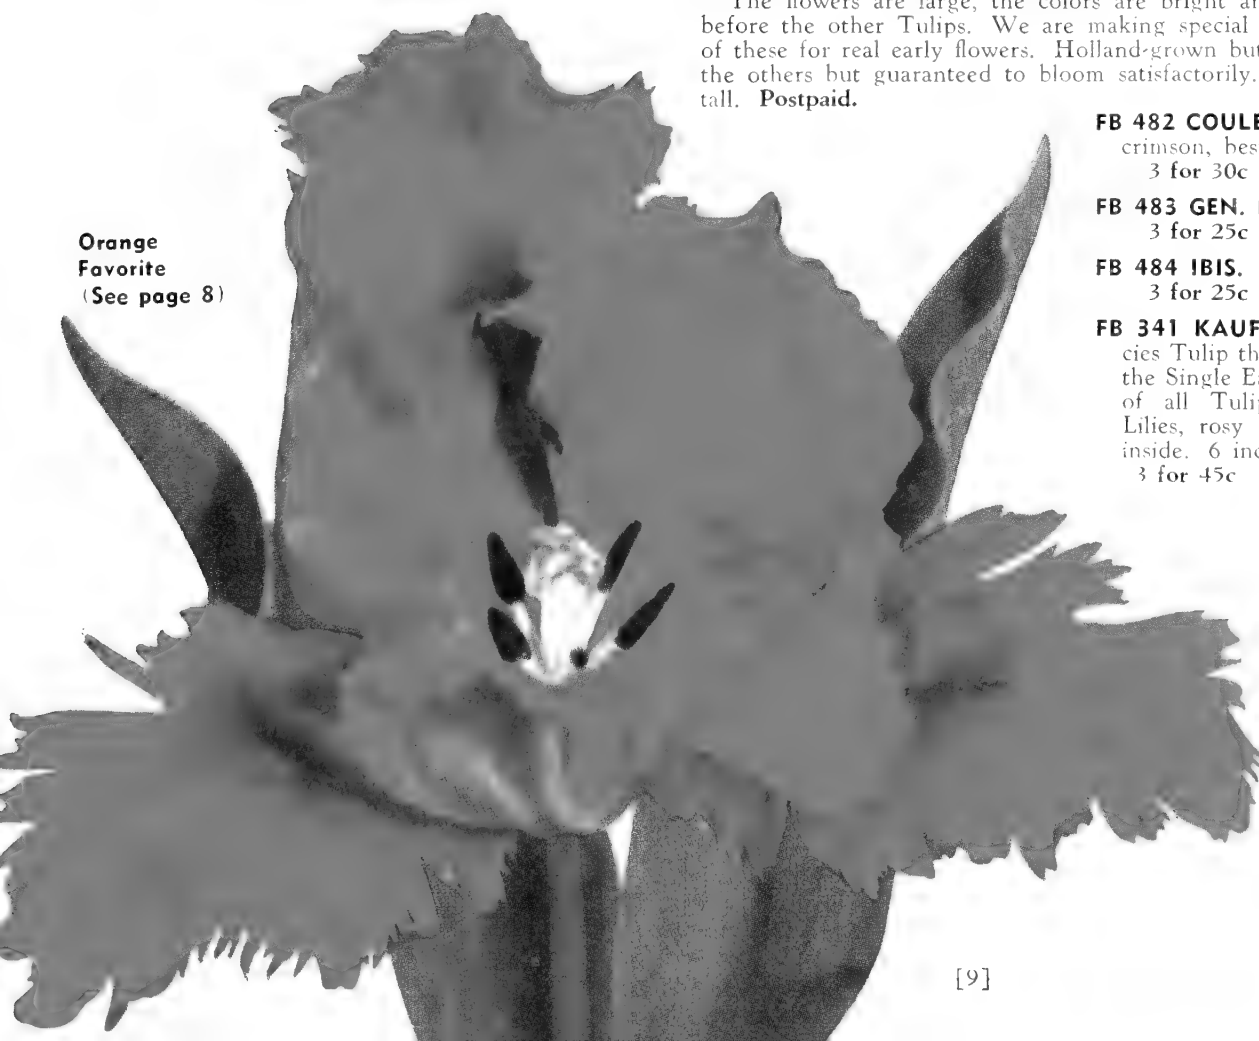 The flowers are large, the colors are bright
before the other Tulips. We are making special
of these for real early flowers. Holland-grown but
the others but guaranteed to bloom satisfactorily.
tall. Postpaid.
FB 482 COULE
crimson, bes
3 for 30c
FB 483 GEN.
3 for 25c
FB 484 IBIS.
3 for 25c
FB 341 KAUF
cies Tulip th
the Single Ea
of all Tuli
Lilies, rosy
inside. 6 inc
3 for 45c
Orange
Favorite
(See page 8)
[9]